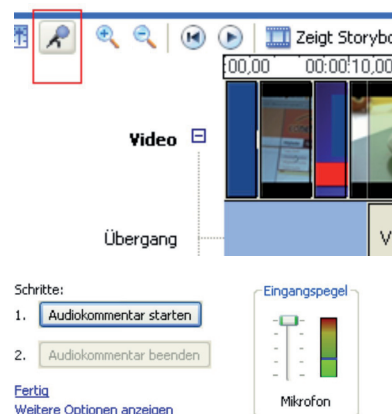 Zeigt Storybo
:00,00 00:00:10,00
Video
Übergang
V
Schritte:
1. Audiokommentar starten
2. Audiokommentar beenden
Fertig
Weitere Optionen anzeigen
Eingangspegel
Mikrofon